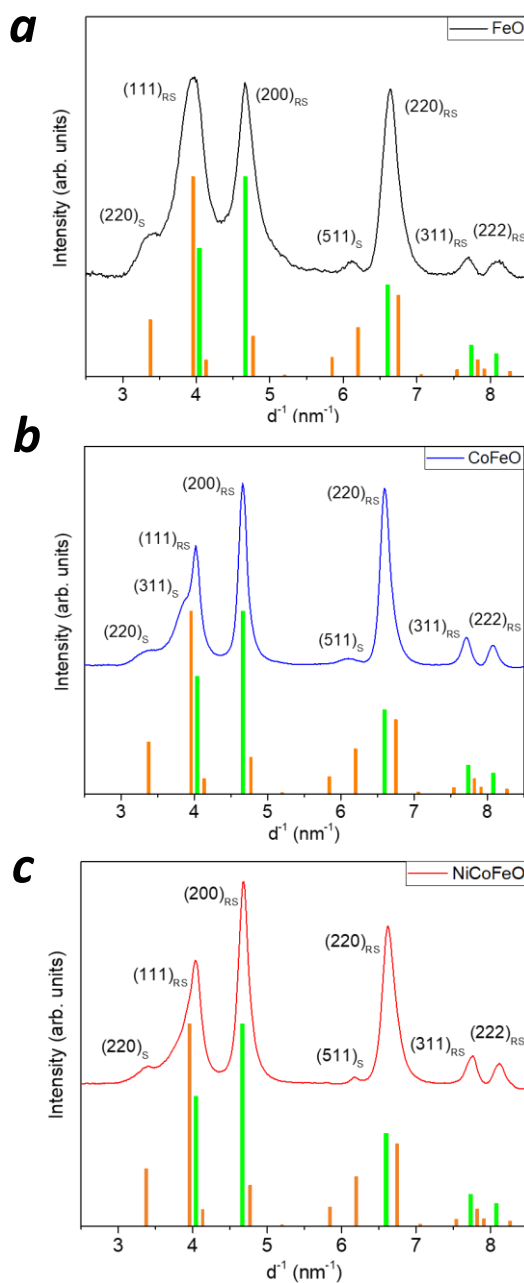 a
FeO
(111)RS
(200)RS
(220)RS
(220)S
(511)S
(311)RS
(222)RS
Intensity (arb. units)
3 4 5 6 7 8
d⁻¹ (nm⁻¹)
b
CoFeO
(200)RS
(220)RS
(111)RS
(311)S
(220)S
(511)S
(311)RS
(222)RS
Intensity (arb. units)
3 4 5 6 7 8
d⁻¹ (nm⁻¹)
c
NiCoFeO
(200)RS
(220)RS
(111)RS
(220)S
(511)S
(311)RS
(222)RS
Intensity (arb. units)
3 4 5 6 7 8
d⁻¹ (nm⁻¹)